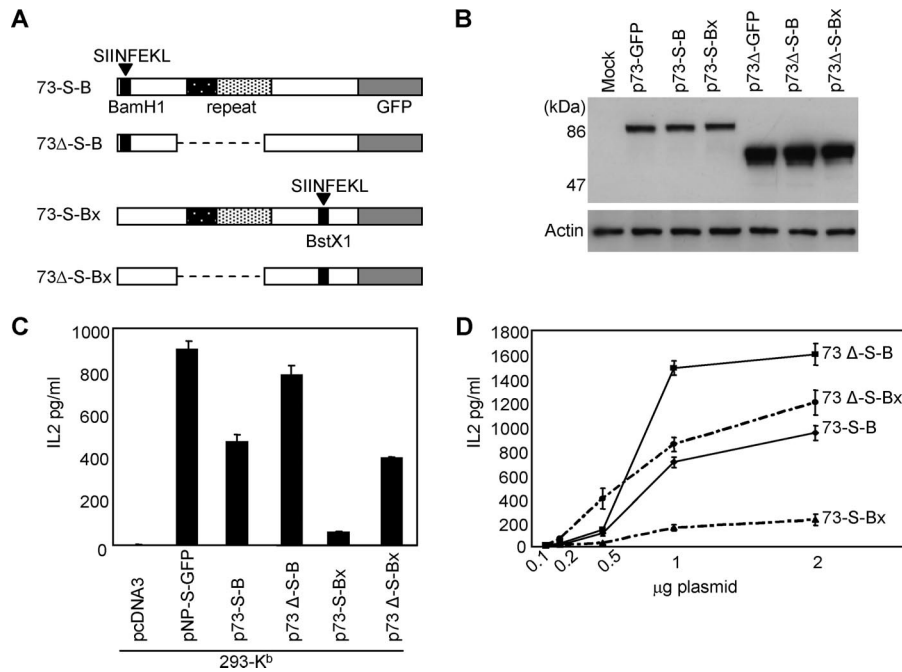 A
SIINFEKL
73-S-B
BamH1 repeat GFP
73Δ-S-B
SIINFEKL
73-S-Bx
BstX1
73Δ-S-Bx
B
Mock
p73-GFP
p73-S-B
p73-S-Bx
p73Δ-GFP
p73Δ-S-B
p73Δ-S-Bx
(kDa)
86
47
Actin
C
IL2 pg/ml
1000
800
600
400
200
0
pcDNA3
pNP-S-GFP
p73-S-B
p73 Δ-S-B
p73-S-Bx
p73 Δ-S-Bx
293-Kᵇ
D
IL2 pg/ml
1800
1600
1400
1200
1000
800
600
400
200
0
73 Δ-S-B
73 Δ-S-Bx
73-S-B
73-S-Bx
0.1
0.2
0.5
1
2
μg plasmid